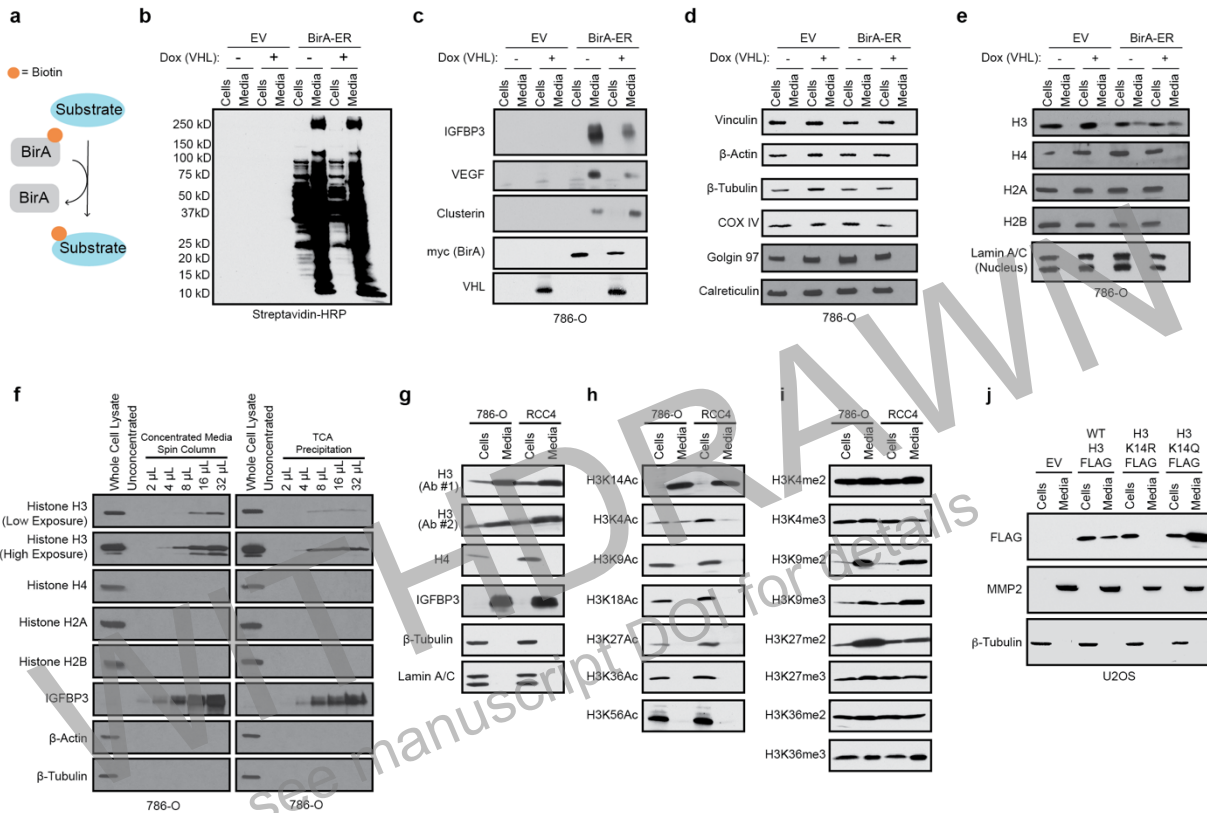 a
= Biotin
Substrate
BirA
BirA
Substrate
b
EV BirA-ER
Dox (VHL): - + - +
Cells Media Cells Media Cells Media Cells Media
250 kD
150 kD
100 kD
75 kD
50 kD
37kD
25 kD
20 kD
15 kD
10 kD
Streptavidin-HRP
c
EV BirA-ER
Dox (VHL): - + - +
Cells Media Cells Media Cells Media Cells Media
IGFBP3
VEGF
Clusterin
myc (BirA)
VHL
786-O
d
EV BirA-ER
Dox (VHL): - + - +
Cells Media Cells Media Cells Media Cells Media
Vinculin
β-Actin
β-Tubulin
COX IV
Golgin 97
Calreticulin
786-O
e
EV BirA-ER
Dox (VHL): - + - +
Cells Media Cells Media Cells Media Cells Media
H3
H4
H2A
H2B
Lamin A/C
(Nucleus)
786-O
f
Whole Cell Lysate Unconcentrated
Concentrated Media
Spin Column
2 µL 4 µL 8 µL 16 µL 32 µL
Whole Cell Lysate Unconcentrated
TCA
Precipitation
2 µL 4 µL 8 µL 16 µL 32 µL
Histone H3
(Low Exposure)
Histone H3
(High Exposure)
Histone H4
Histone H2A
Histone H2B
IGFBP3
β-Actin
β-Tubulin
786-O 786-O
g
786-O RCC4
Cells Media Cells Media
H3
(Ab #1)
H3
(Ab #2)
H4
IGFBP3
β-Tubulin
Lamin A/C
h
786-O RCC4
Cells Media Cells Media
H3K14Ac
H3K4Ac
H3K9Ac
H3K18Ac
H3K27Ac
H3K36Ac
H3K56Ac
i
786-O RCC4
Cells Media Cells Media
H3K4me2
H3K4me3
H3K9me2
H3K9me3
H3K27me2
H3K27me3
H3K36me2
H3K36me3
j
EV
WT
H3
FLAG
H3
K14R
FLAG
H3
K14Q
FLAG
Cells Media Cells Media Cells Media Cells Media
FLAG
MMP2
β-Tubulin
U2OS
WITHDRAWN
see manuscript DOI for details